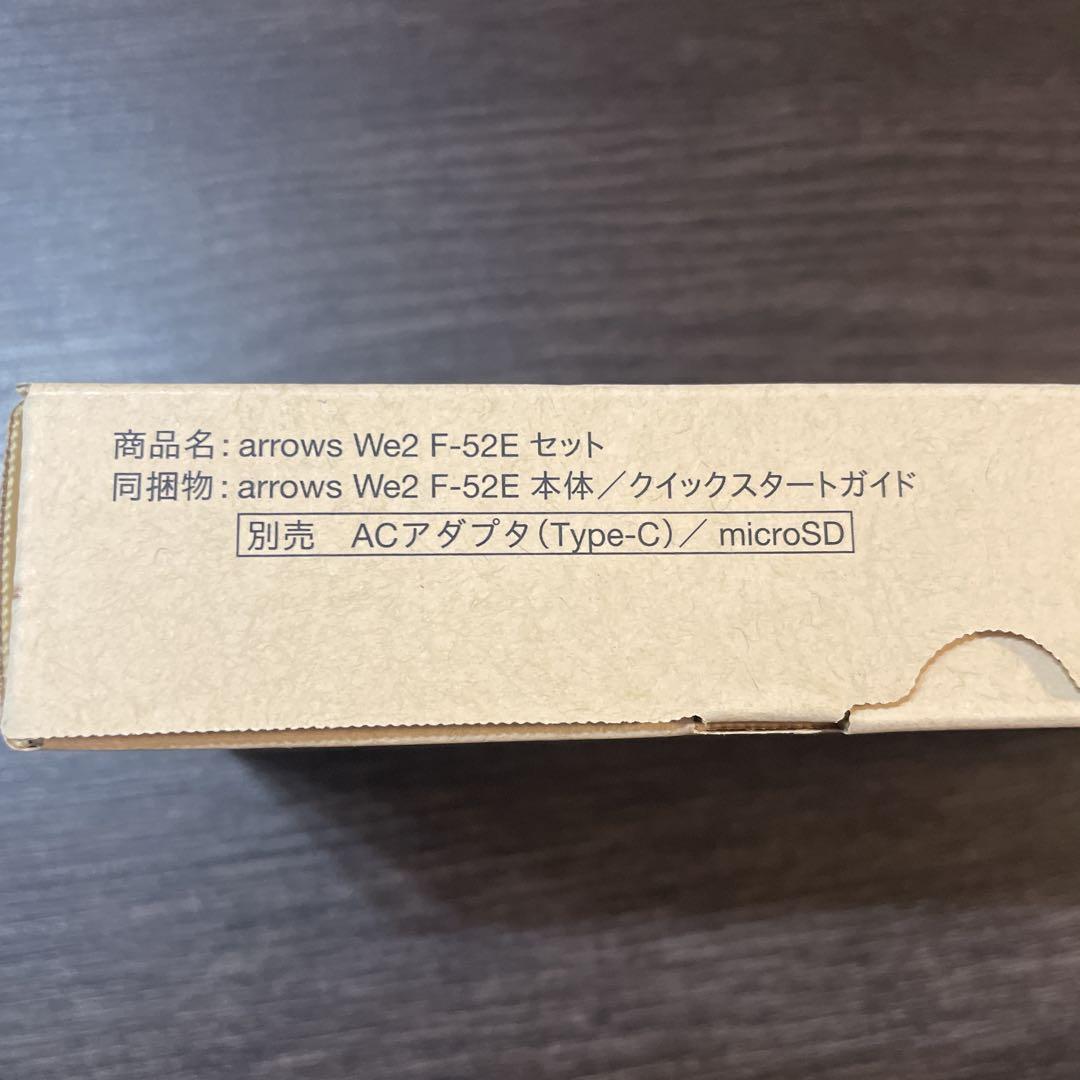 商品名：arrows We2 F-52E セット
同捆物：arrows We2 F-52E 本体／クイックスタートガイド
別売　ACアダプタ（Type-C）／ microSD